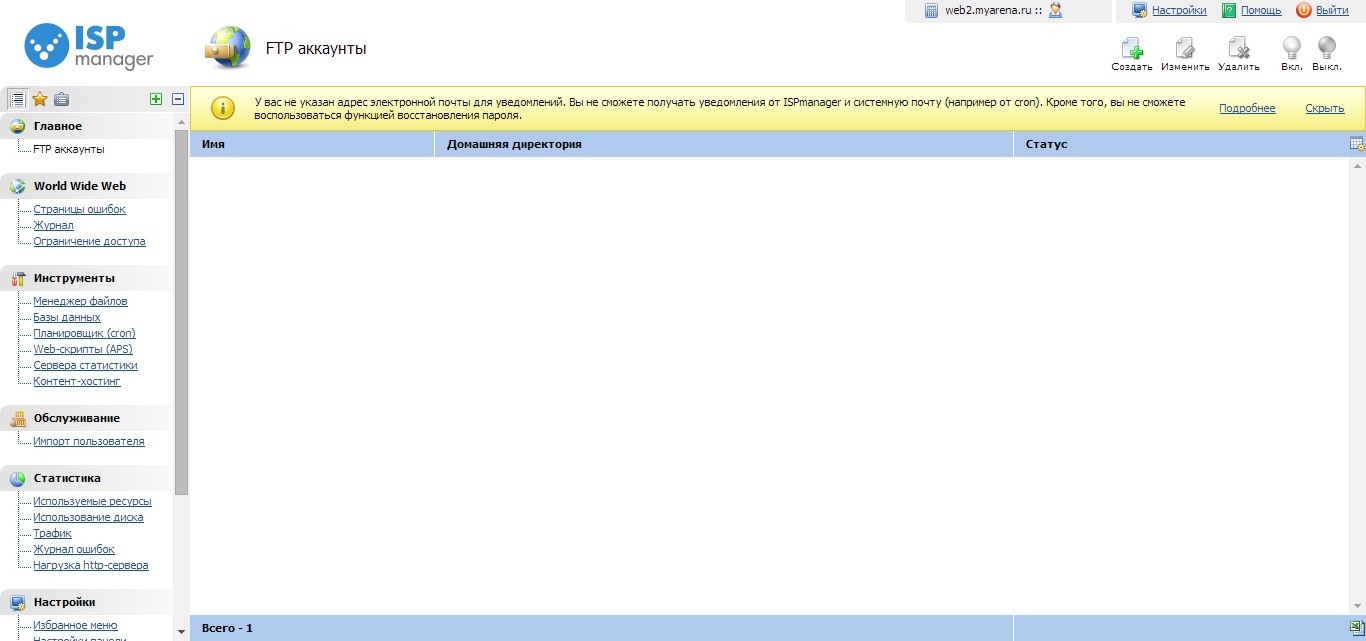 web2.myarena.ru ::
Настройки
Помощь
Выйти
ISP
manager
FTP аккаунты
Создать
Изменить
Удалить
Вкл.
Выкл.
У вас не указан адрес электронной почты для уведомлений. Вы не сможете получать уведомления от ISPmanager и системную почту (например от cron). Кроме того, вы не сможете
воспользоваться функцией восстановления пароля.
Подробнее
Скрыть
Главное
FTP аккаунты
World Wide Web
Страницы ошибок
Журнал
Ограничение доступа
Инструменты
Менеджер файлов
Базы данных
Планировщик (cron)
Web-скрипты (APS)
Сервера статистики
Контент-хостинг
Обслуживание
Импорт пользователя
Статистика
Используемые ресурсы
Использование диска
Трафик
Журнал ошибок
Нагрузка http-сервера
Настройки
Избранное меню
Настройки панели
Имя
Домашняя директория
Статус
Всего - 1